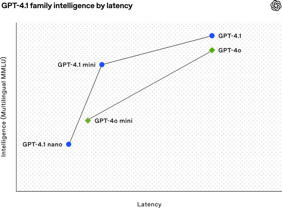 GPT-4.1 family intelligence by latency
GPT-4.1
GPT-4o
GPT-4.1 mini
GPT-4o mini
GPT-4.1 nano
Intelligence (Multilingual MMLU)
Latency